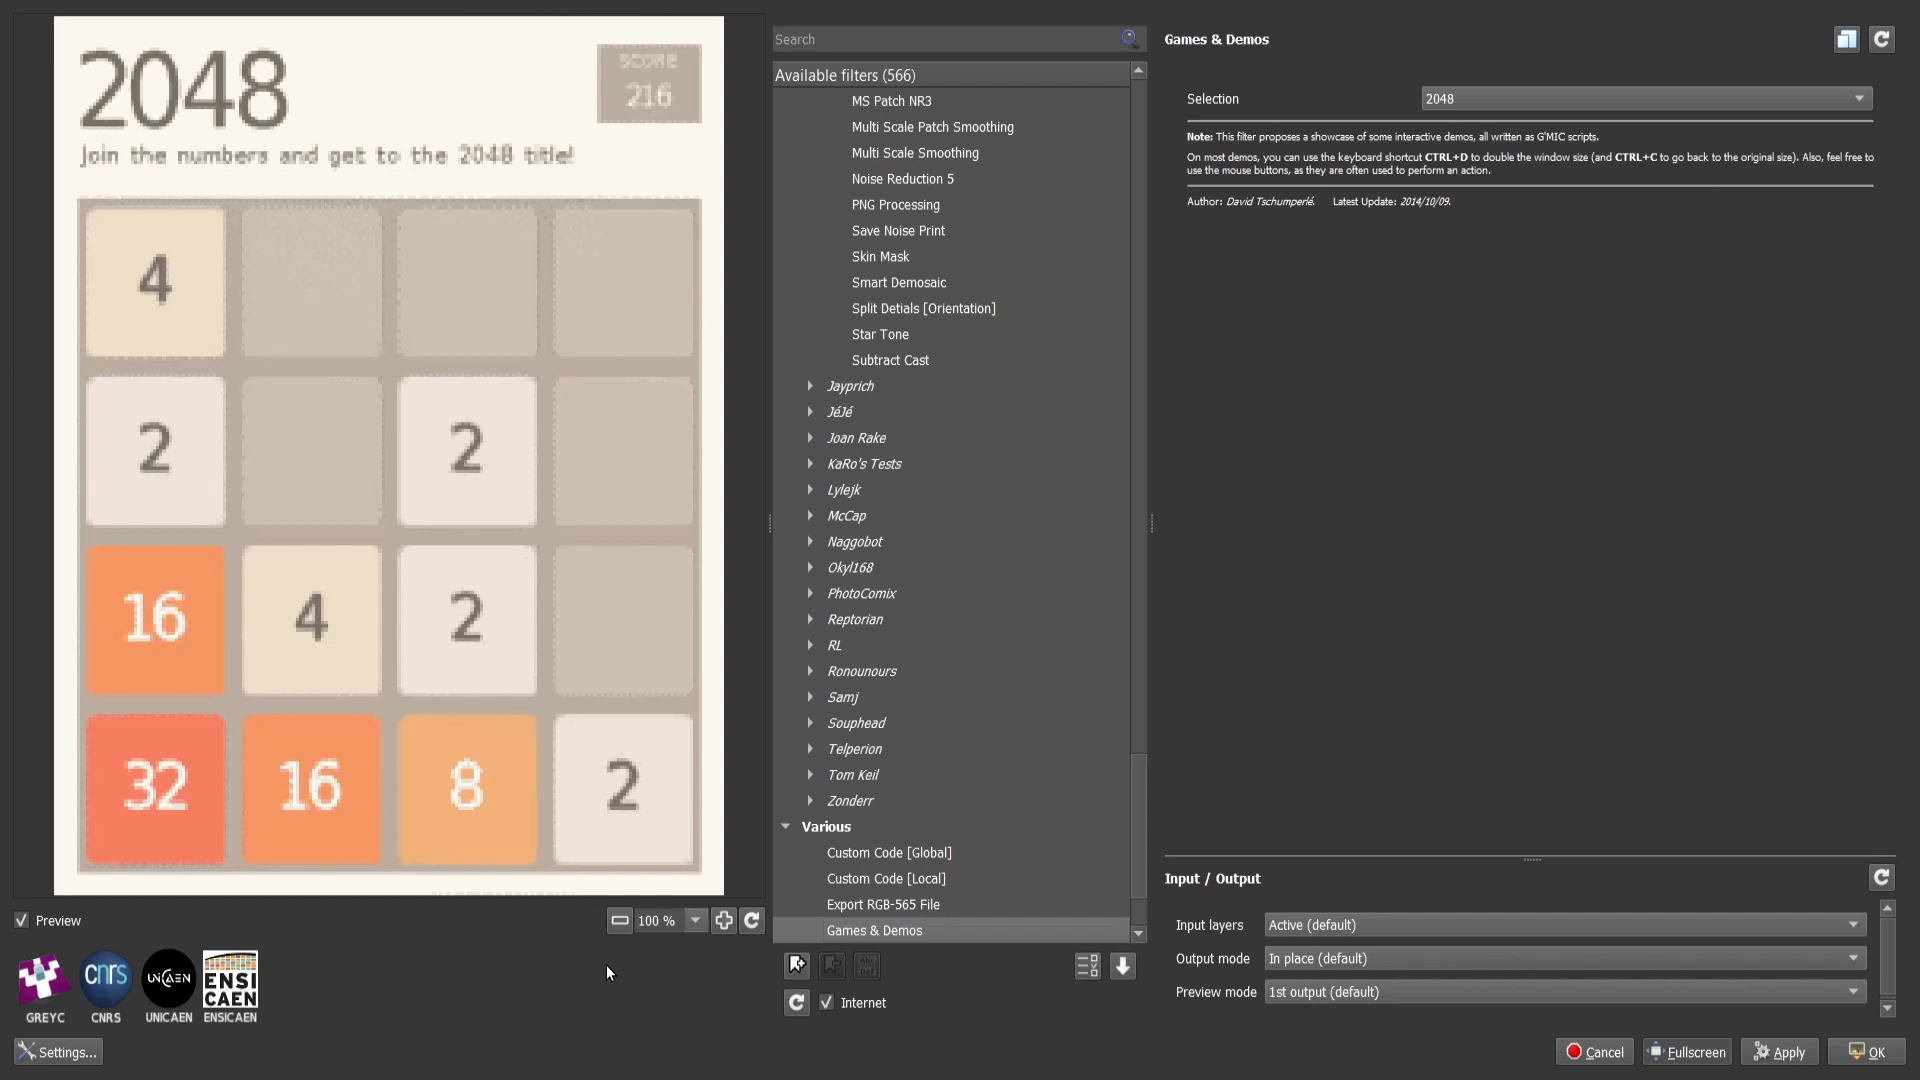 2048
SCORE
216
Join the numbers and get to the 2048 title!
4
2 2
16 4 2
32 16 8 2
Preview
100 %
GREYC
cnrs
CNRS
UNICAEN
UNICAEN
ENSI
CAEN
ENSICAEN
Settings...
Search
Available filters (566)
MS Patch NR3
Multi Scale Patch Smoothing
Multi Scale Smoothing
Noise Reduction 5
PNG Processing
Save Noise Print
Skin Mask
Smart Demosaic
Split Detials [Orientation]
Star Tone
Subtract Cast
Jayprich
JéJé
Joan Rake
KaRo's Tests
Lylejk
McCap
Naggobot
Okyl168
PhotoComix
Reptorian
RL
Ronounours
Samj
Souphead
Telperion
Tom Keil
Zonderr
Various
Custom Code [Global]
Custom Code [Local]
Export RGB-565 File
Games & Demos
Internet
Games & Demos
Selection 2048
Note: This filter proposes a showcase of some interactive demos, all written as G'MIC scripts.
On most demos, you can use the keyboard shortcut CTRL+D to double the window size (and CTRL+C to go back to the original size). Also, feel free to
use the mouse buttons, as they are often used to perform an action.
Author: David Tschumperlé. Latest Update: 2014/10/09.
Input / Output
Input layers Active (default)
Output mode In place (default)
Preview mode 1st output (default)
Cancel Fullscreen Apply OK